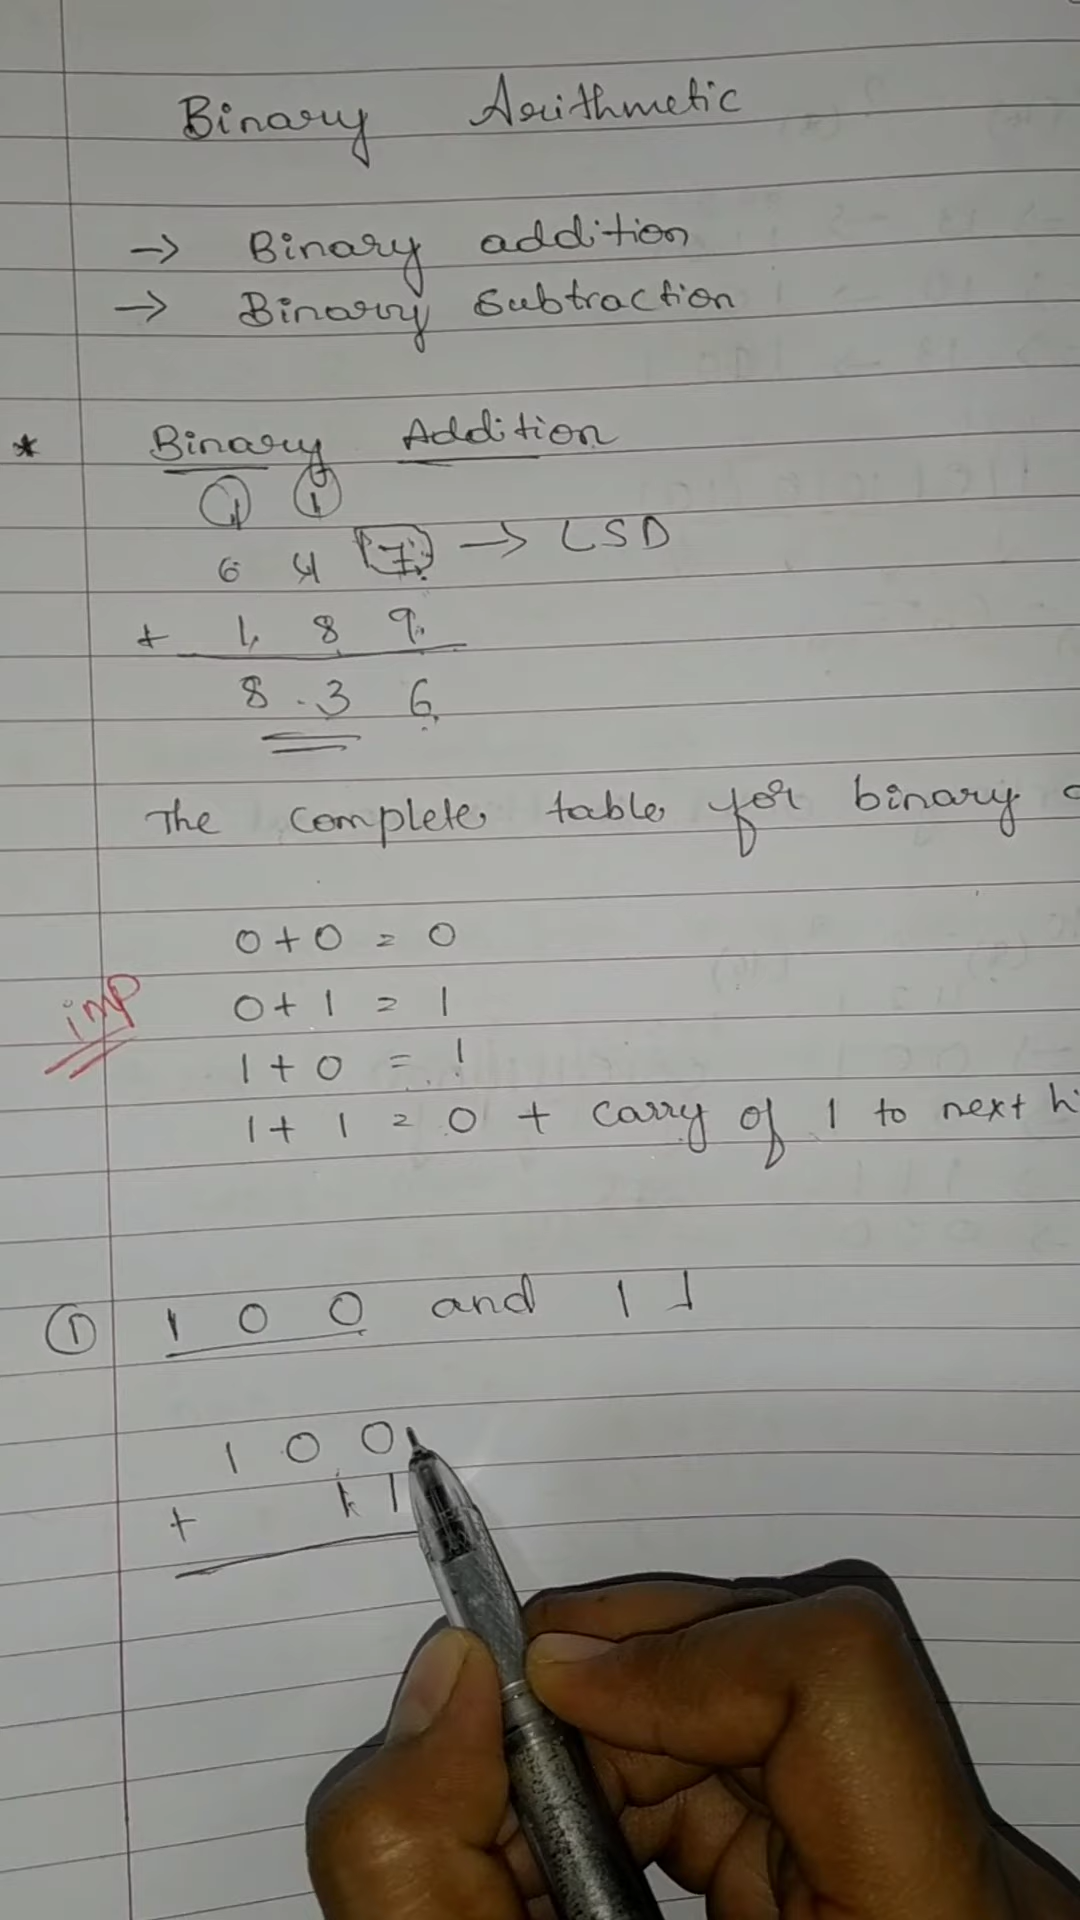 Binary Arithmetic
→ Binary addition
→ Binary Subtraction
* Binary Addition
1 1
6 4 7 → LSD
+ 1 8 9
8 3 6
The complete table for binary
0 + 0 = 0
imp
0 + 1 = 1
1 + 0 = 1
1 + 1 = 0 + carry of 1 to next
① 1 0 0 and 1 1
1 0 0
+ 1 1